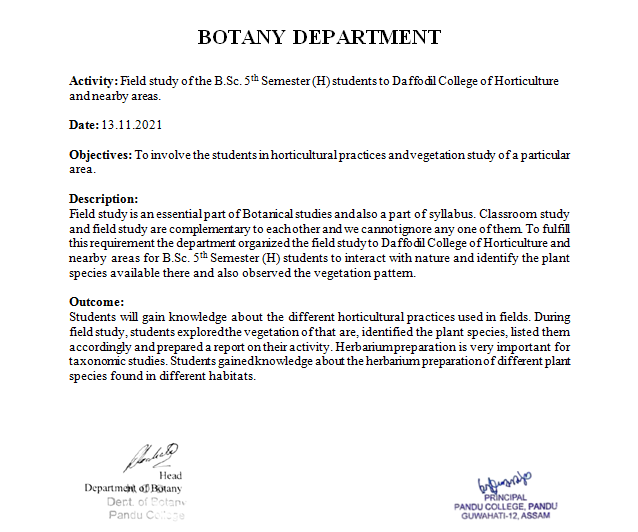 BOTANY DEPARTMENT
Activity: Field study of the B.Sc. 5th Semester (H) students to Daffodil College of Horticulture
and nearby areas.
Date: 13.11.2021
Objectives: To involve the students in horticultural practices and vegetation study of a particular
area.
Description:
Field study is an essential part of Botanical studies and also a part of syllabus. Classroom study
and field study are complementary to each other and we cannot ignore any one of them. To fulfill
this requirement the department organized the field study to Daffodil College of Horticulture and
nearby areas for B.Sc. 5th Semester (H) students to interact with nature and identify the plant
species available there and also observed the vegetation pattern.
Outcome:
Students will gain knowledge about the different horticultural practices used in fields. During
field study, students explored the vegetation of that are, identified the plant species, listed them
accordingly and prepared a report on their activity. Herbarium preparation is very important for
taxonomic studies. Students gained knowledge about the herbarium preparation of different plant
species found in different habitats.
Head
Department of Botany
Dept. of Botany
Pandu College
PRINCIPAL
PANDU COLLEGE, PANDU
GUWAHATI-12, ASSAM